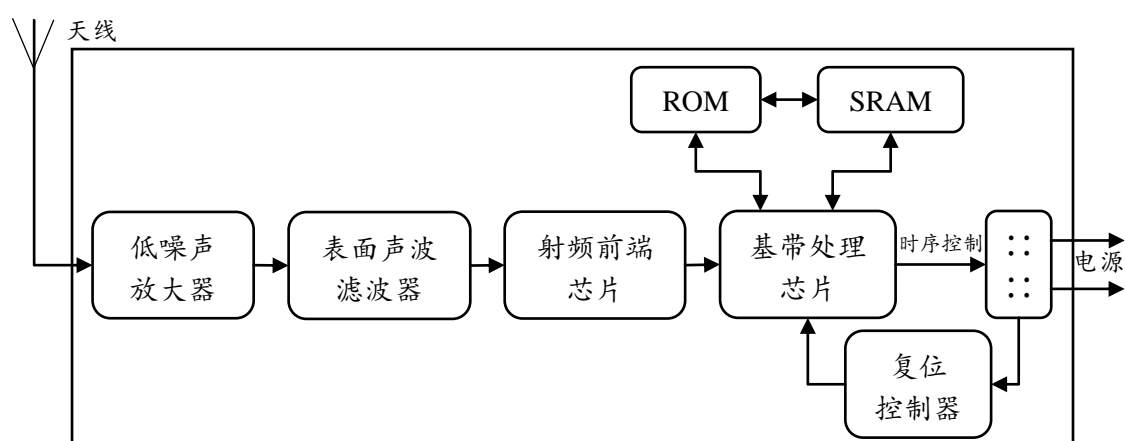 天线
ROM
SRAM
低噪声
放大器
表面声波
滤波器
射频前端
芯片
基带处理
芯片
时序控制
电源
复位
控制器